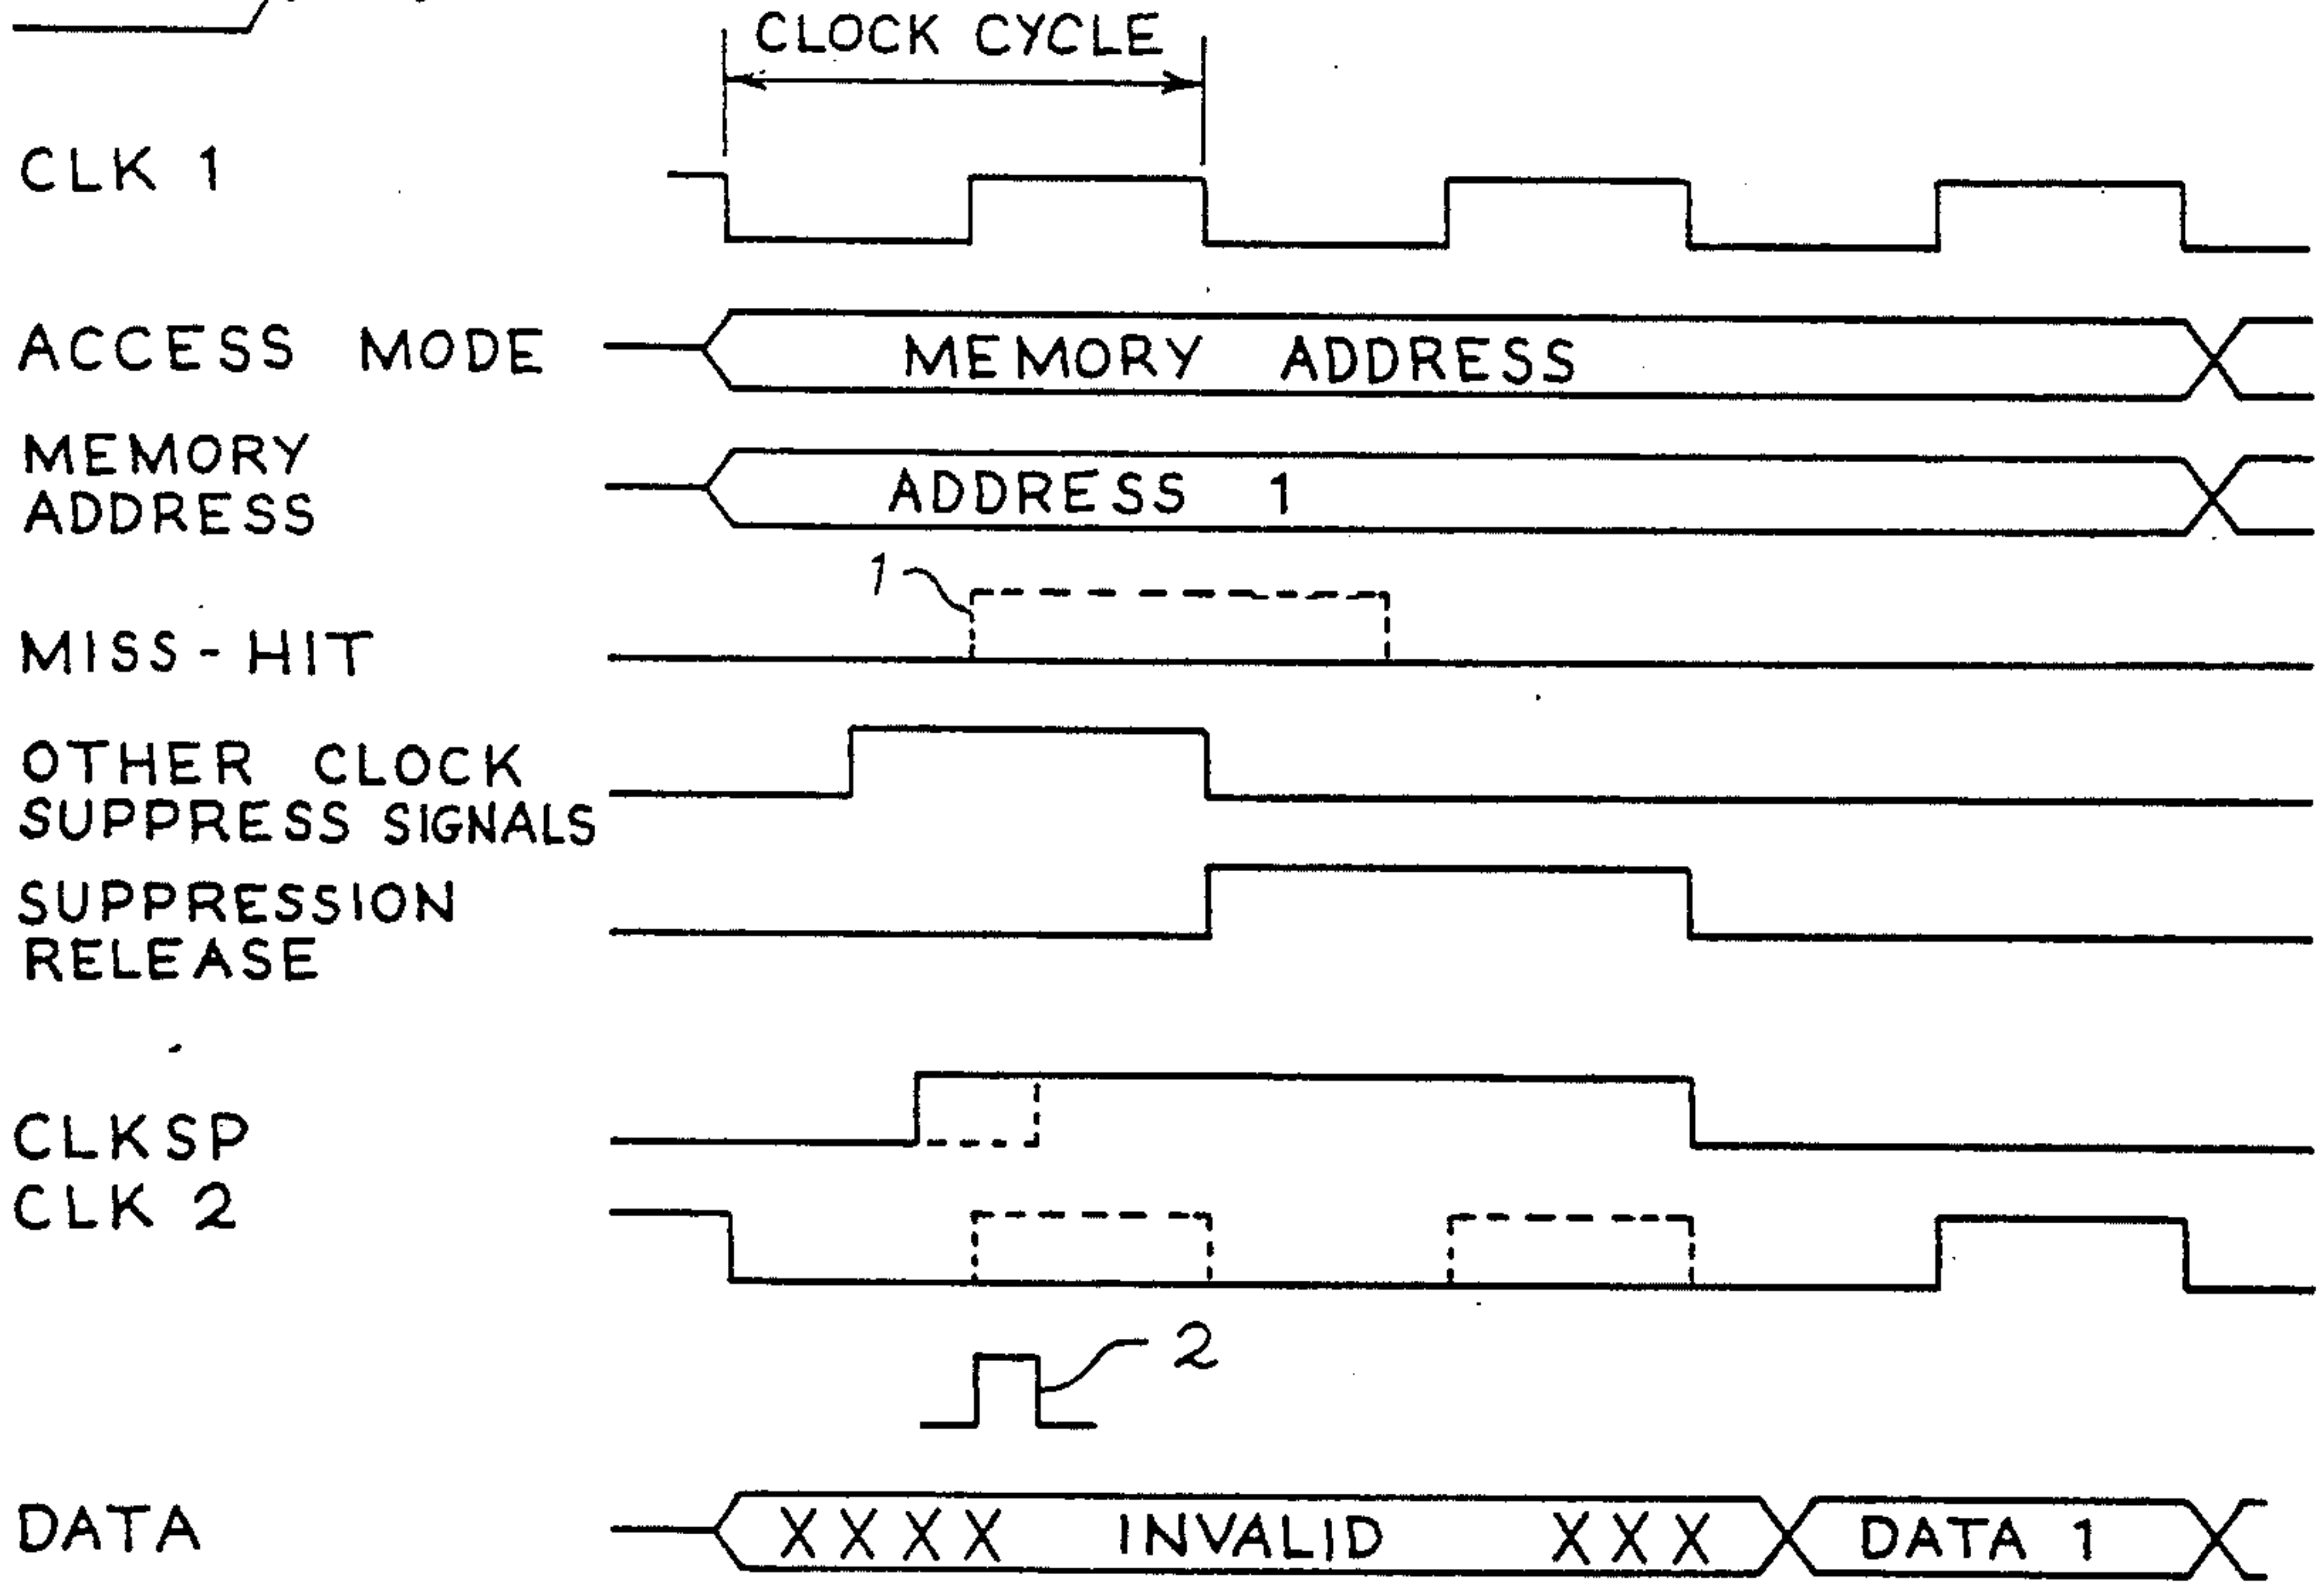 CLOCK CYCLE
CLK 1
ACCESS MODE
MEMORY ADDRESS
MEMORY
ADDRESS
ADDRESS 1
1
MISS-HIT
OTHER CLOCK
SUPPRESS SIGNALS
SUPPRESSION
RELEASE
CLKSP
CLK 2
2
DATA
XXXX INVALID XXX
DATA 1